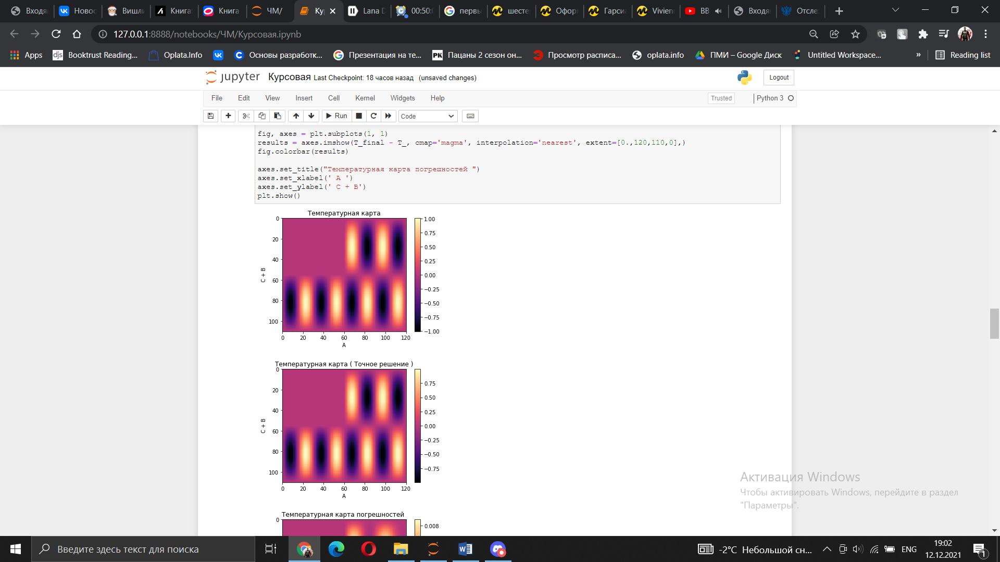 Входя
Новос
Вишли
Книга:
Книга
ЧМ/
Ку
Lana D
00:50:0
первы
шесте
Офор
Гарси
Vivien
BB
Входя
Отсле
127.0.0.1:8888/notebooks/ЧМ/Курсовая.ipynb
Apps
Booktrust Reading...
Oplata.Info
Основы разработк...
Презентация на те...
Пацаны 2 сезон он...
Просмотр расписа...
oplata.info
ПМИ – Google Диск
Untitled Workspace...
»
Reading list
jupyter Курсовая Last Checkpoint: 18 часов назад (unsaved changes)
Logout
File Edit View Insert Cell Kernel Widgets Help
Trusted
Python 3
Run
Code
fig, axes = plt.subplots(1, 1)
results = axes.imshow(T_final - T_, cmap='magma', interpolation='nearest', extent=[0.,120,110,0],)
fig.colorbar(results)
axes.set_title("Температурная карта погрешностей ")
axes.set_xlabel(' A ')
axes.set_ylabel(' C + B')
plt.show()
Температурная карта
0
20
40
60
80
100
C + B
0 20 40 60 80 100 120
A
1.00
0.75
0.50
0.25
0.00
−0.25
−0.50
−0.75
−1.00
Температурная карта ( Точное решение )
0
20
40
60
80
100
C + B
0 20 40 60 80 100 120
A
0.75
0.50
0.25
0.00
−0.25
−0.50
−0.75
Температурная карта погрешностей
0
0.008
Активация Windows
Чтобы активировать Windows, перейдите в раздел
"Параметры".
Введите здесь текст для поиска
-2°C Небольшой сн...
ENG
19:02
12.12.2021
1